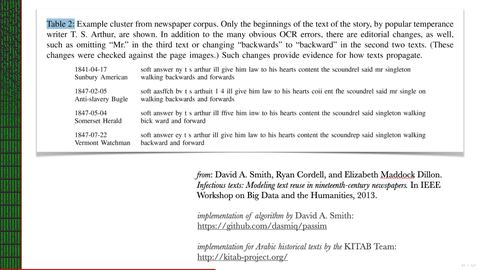 Table 2: Example cluster from newspaper corpus. Only the beginnings of the text of the story, by popular temperance
writer T. S. Arthur, are shown. In addition to the many obvious OCR errors, there are editorial changes, as well,
such as omitting “Mr.” in the third text or changing “backwards” to “backward” in the second two texts. (These
changes were checked against the page images.) Such changes provide evidence for how texts propagate.
1841-04-17 soft answer ny t s arthur ill give him law to his hearts content the scoundrel said mr singleton
Sunbury American walking backwards and forwards
1847-02-05 soft aasffch bv t s arthuit 1 4 ill give him law to his hearts coii ent the scoundrel said mr single on
Anti-slavery Bugle walking backwards and forwards
1847-05-04 soft answer by t s arthur ill ffive him inw to his hearts content the scoundrel said singleton walking
Somerset Herald bick ward and forward
1847-07-22 soft answer ey t s arthur ill give him law to his hearts content the scoundrep said singleton walking
Vermont Watchman backward and forward
from: David A. Smith, Ryan Cordell, and Elizabeth Maddock Dillon.
Infectious texts: Modeling text reuse in nineteenth-century newspapers. In IEEE
Workshop on Big Data and the Humanities, 2013.
implementation of algorithm by David A. Smith:
https://github.com/dasmiq/passim
implementation for Arabic historical texts by the KITAB Team:
http://kitab-project.org/